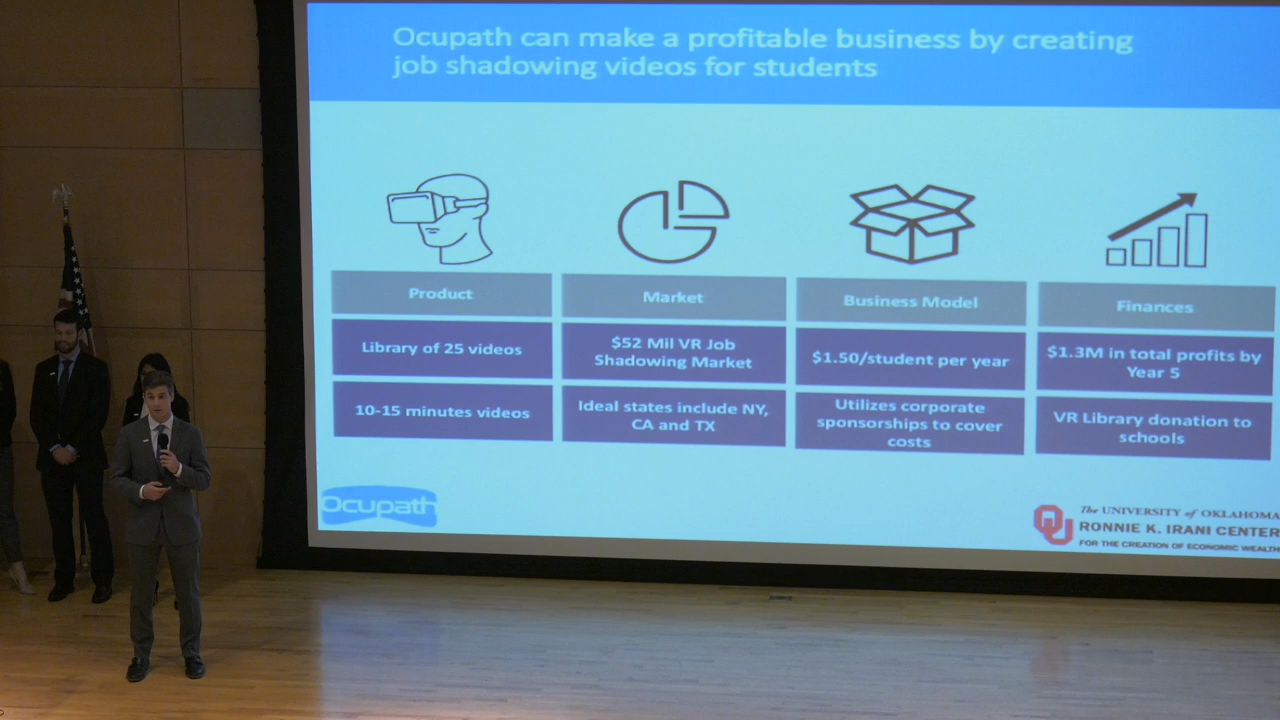 Ocupath can make a profitable business by creating
job shadowing videos for students
Product
Market
Business Model
Finances
Library of 25 videos
$52 Mil VR Job
Shadowing Market
$1.50/student per year
$1.3M in total profits by
Year 5
10-15 minutes videos
Ideal states include NY,
CA and TX
Utilizes corporate
sponsorships to cover
costs
VR Library donation to
schools
Ocupath
The UNIVERSITY of OKLAHOMA
RONNIE K. IRANI CENTER
FOR THE CREATION OF ECONOMIC WEALTH